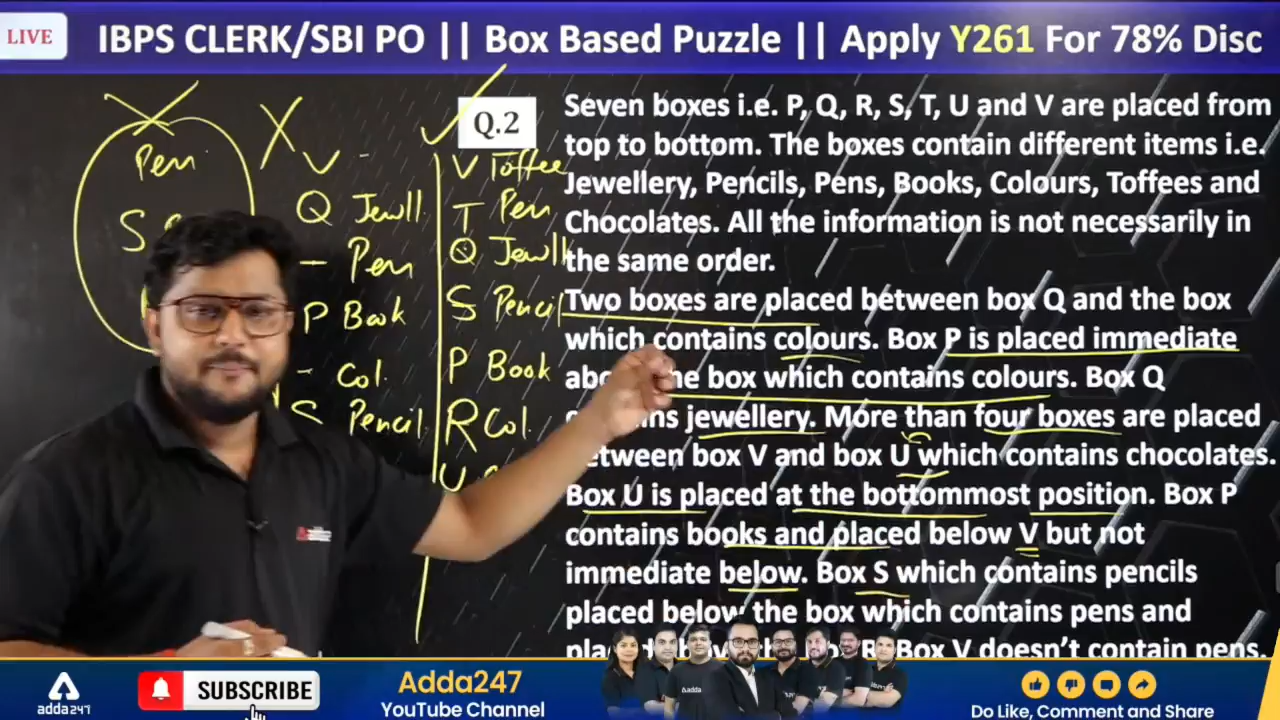 LIVE
IBPS CLERK/SBI PO || Box Based Puzzle || Apply Y261 For 78% Disc
Q.2
Seven boxes i.e. P, Q, R, S, T, U and V are placed from
top to bottom. The boxes contain different items i.e.
Jewellery, Pencils, Pens, Books, Colours, Toffees and
Chocolates. All the information is not necessarily in
the same order.
Two boxes are placed between box Q and the box
which contains colours. Box P is placed immediate
the box which contains colours. Box Q
jewellery. More than four boxes are placed
between box V and box U which contains chocolates.
Box U is placed at the bottommost position. Box P
contains books and placed below V but not
immediate below. Box S which contains pencils
placed below the box which contains pens and
Box V doesn't contain pens.
Pen
S
V -
Q Jewll
- Pen
P Book
- Col.
Pencil
V Toffee
T Pen
Q Jewll
S Pencil
P Book
R Col.
U
adda247
SUBSCRIBE
Adda247
YouTube Channel
Do Like, Comment and Share